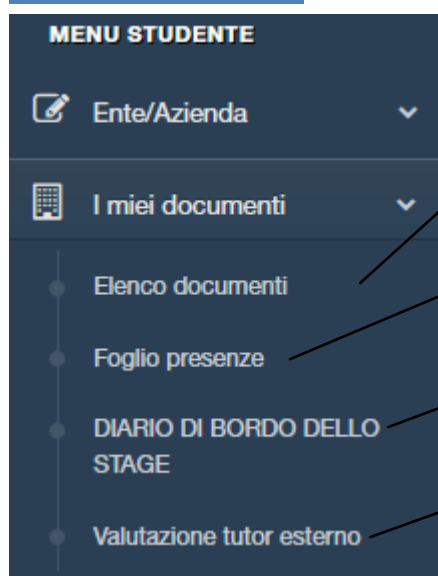 MENU STUDENTE
Ente/Azienda
I miei documenti
Elenco documenti
Foglio presenze
DIARIO DI BORDO DELLO
STAGE
Valutazione tutor esterno